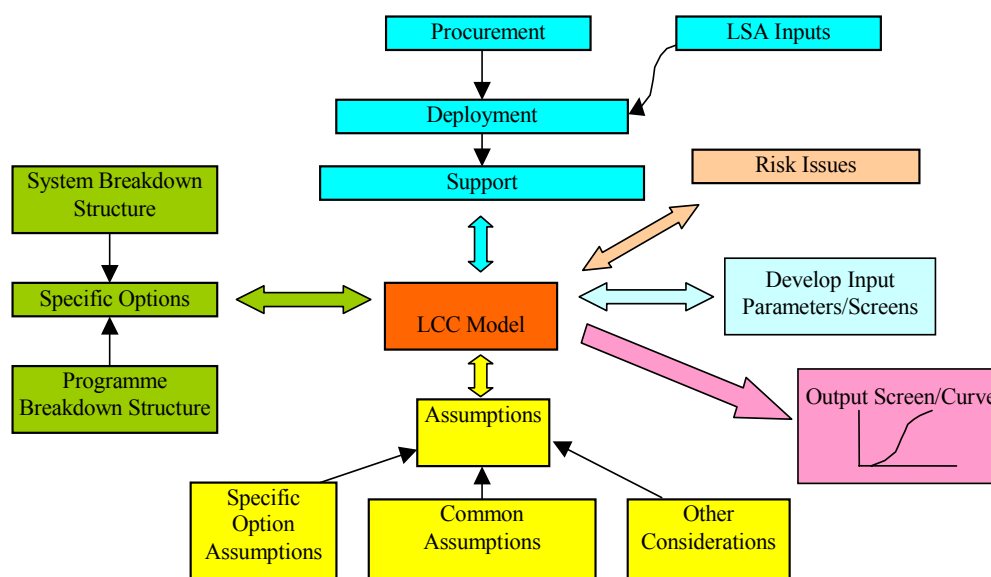 Procurement
LSA Inputs
Deployment
Support
Risk Issues
System Breakdown
Structure
Specific Options
Programme
Breakdown Structure
LCC Model
Develop Input
Parameters/Screens
Output Screen/Curve
Assumptions
Specific
Option
Assumptions
Common
Assumptions
Other
Considerations